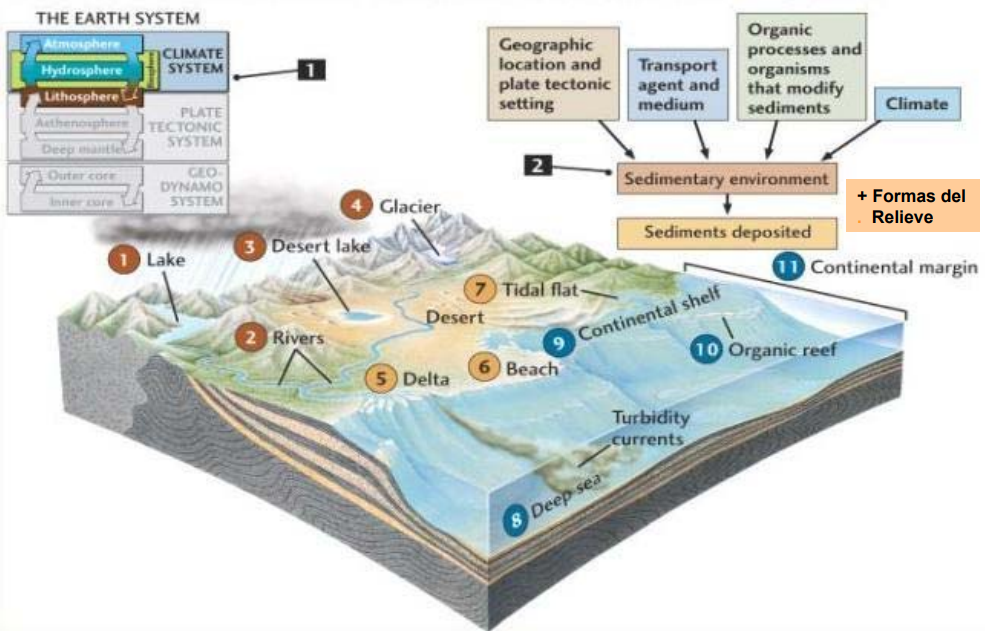 THE EARTH SYSTEM
Atmosphere
Hydrosphere
Biosphere
Lithosphere
CLIMATE
SYSTEM
1
Asthenosphere
Deep mantle
PLATE
TECTONIC
SYSTEM
Outer core
Inner core
GEO-
DYNAMO
SYSTEM
Geographic
location and
plate tectonic
setting
Transport
agent and
medium
Organic
processes and
organisms
that modify
sediments
Climate
2
Sedimentary environment
Sediments deposited
+ Formas del
. Relieve
1 Lake
2 Rivers
3 Desert lake
4 Glacier
Desert
5 Delta
6 Beach
7 Tidal flat
8 Deep sea
9 Continental shelf
10 Organic reef
11 Continental margin
Turbidity
currents